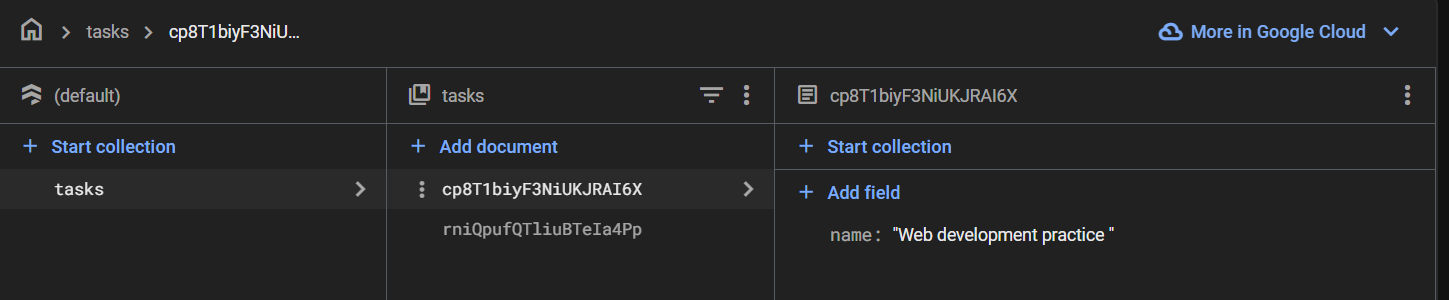 tasks
cp8T1biyF3NiU...
More in Google Cloud
(default)
tasks
cp8T1biyF3NiUKJRAI6X
+ Start collection
+ Add document
+ Start collection
tasks
cp8T1biyF3NiUKJRAI6X
+ Add field
rniQpufQTliuBTeIa4Pp
name: "Web development practice "